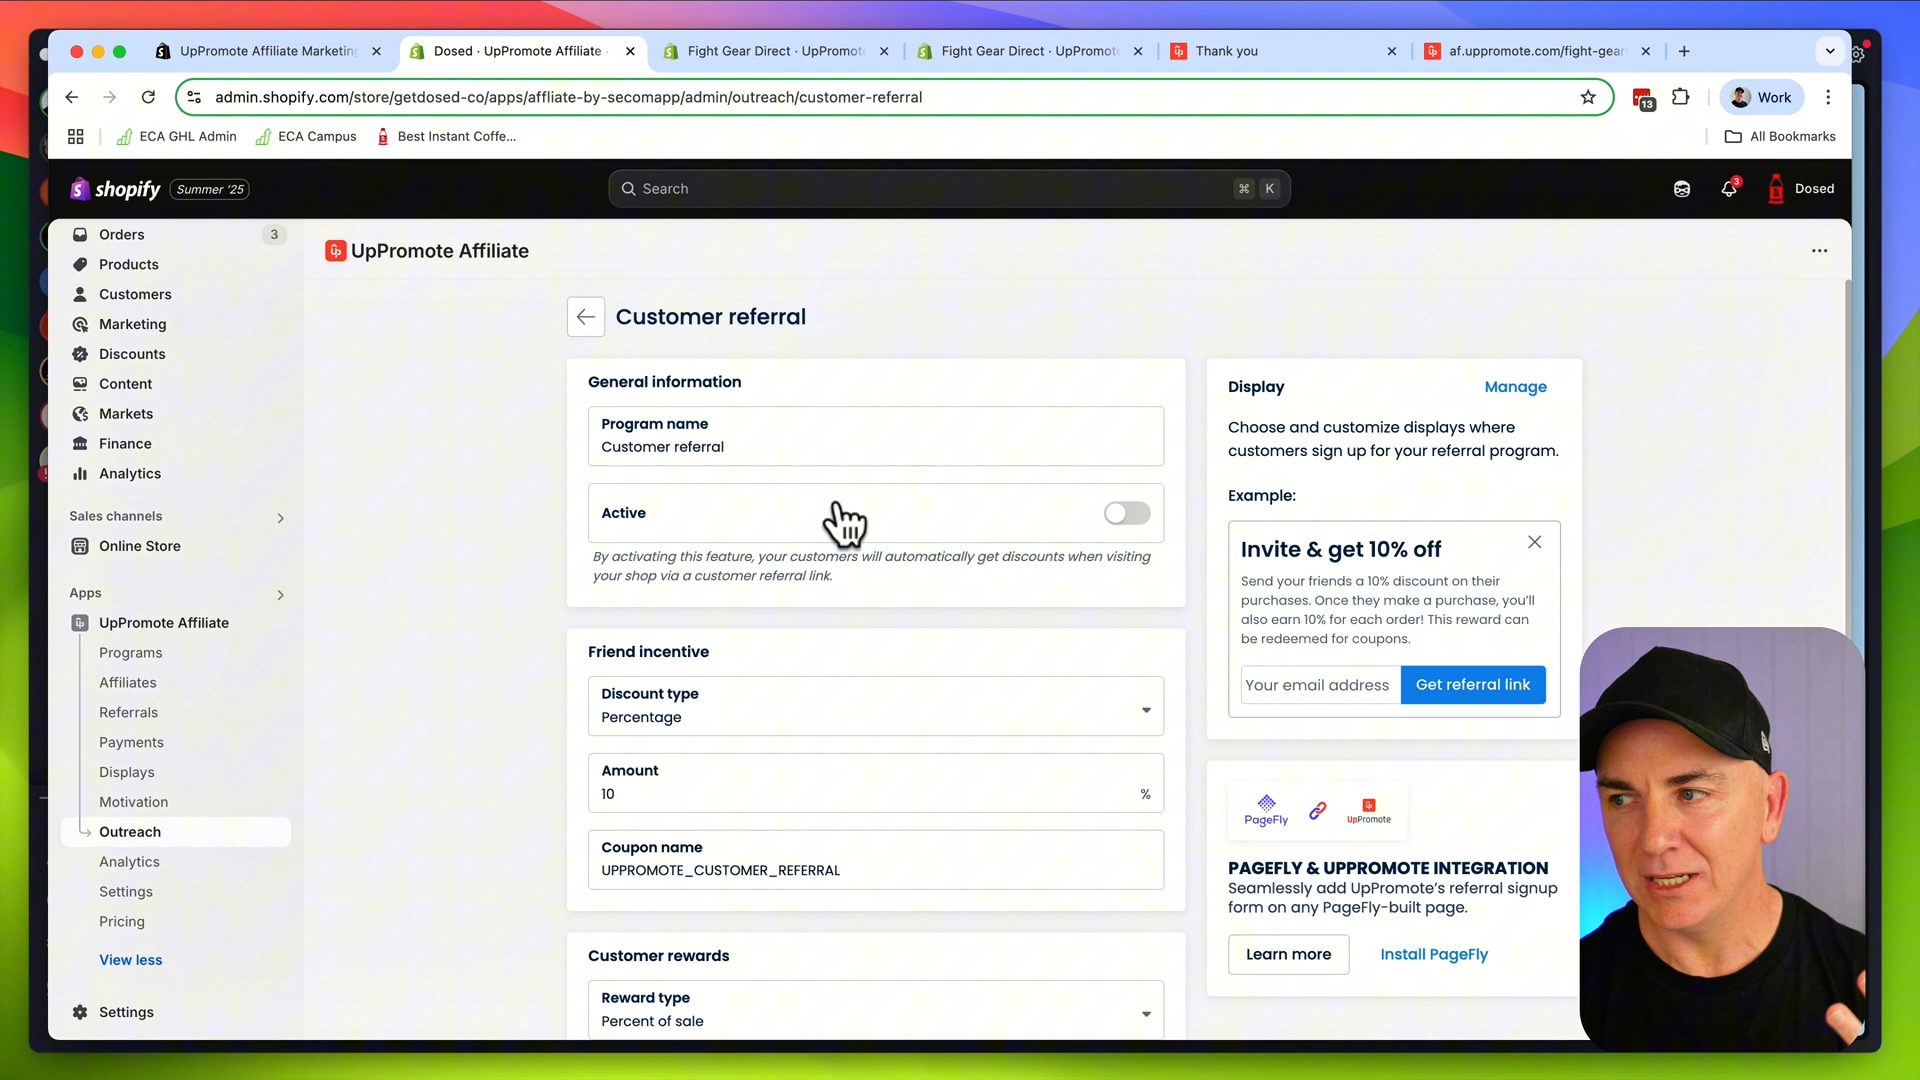 UpPromote Affiliate Marketing
Dosed · UpPromote Affiliate ·
Fight Gear Direct · UpPromote
Fight Gear Direct · UpPromote
Thank you
af.uppromote.com/fight-gear
admin.shopify.com/store/getdosed-co/apps/affliate-by-secomapp/admin/outreach/customer-referral
13
Work
ECA GHL Admin
ECA Campus
Best Instant Coffe...
All Bookmarks
shopify
Summer '25
Search
⌘
K
3
Dosed
Orders
3
Products
Customers
Marketing
Discounts
Content
Markets
Finance
Analytics
Sales channels
Online Store
Apps
UpPromote Affiliate
Programs
Affiliates
Referrals
Payments
Displays
Motivation
Outreach
Analytics
Settings
Pricing
View less
Settings
UpPromote Affiliate
Customer referral
General information
Program name
Customer referral
Active
By activating this feature, your customers will automatically get discounts when visiting
your shop via a customer referral link.
Friend incentive
Discount type
Percentage
Amount
10
%
Coupon name
UPPROMOTE_CUSTOMER_REFERRAL
Customer rewards
Reward type
Percent of sale
Display
Manage
Choose and customize displays where
customers sign up for your referral program.
Example:
Invite & get 10% off
Send your friends a 10% discount on their
purchases. Once they make a purchase, you'll
also earn 10% for each order! This reward can
be redeemed for coupons.
Your email address
Get referral link
PageFly
UpPromote
PAGEFLY & UPPROMOTE INTEGRATION
Seamlessly add UpPromote's referral signup
form on any PageFly-built page.
Learn more
Install PageFly